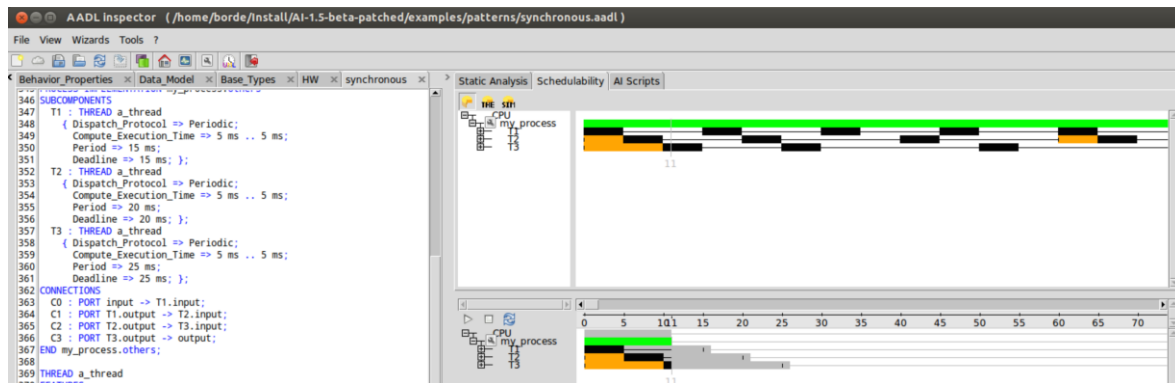 AADL Inspector ( /home/borde/Install/AI-1.5-beta-patched/examples/patterns/synchronous.aadl )
File View Wizards Tools ?
Behavior_Properties Data_Model Base_Types HW synchronous
346 SUBCOMPONENTS
347 T1 : THREAD a_thread
348 { Dispatch_Protocol => Periodic;
349 Compute_Execution_Time => 5 ms .. 5 ms;
350 Period => 15 ms;
351 Deadline => 15 ms; };
352 T2 : THREAD a_thread
353 { Dispatch_Protocol => Periodic;
354 Compute_Execution_Time => 5 ms .. 5 ms;
355 Period => 20 ms;
356 Deadline => 20 ms; };
357 T3 : THREAD a_thread
358 { Dispatch_Protocol => Periodic;
359 Compute_Execution_Time => 5 ms .. 5 ms;
360 Period => 25 ms;
361 Deadline => 25 ms; };
362 CONNECTIONS
363 C0 : PORT input -> T1.input;
364 C1 : PORT T1.output -> T2.input;
365 C2 : PORT T2.output -> T3.input;
366 C3 : PORT T3.output -> output;
367 END my_process.others;
368
369 THREAD a_thread
Static Analysis Schedulability AI Scripts
THE SIM
CPU
my_process
T1
T2
T3
11
0 5 10 11 15 20 25 30 35 40 45 50 55 60 65 70
CPU
my_process
T1
T2
T3
11